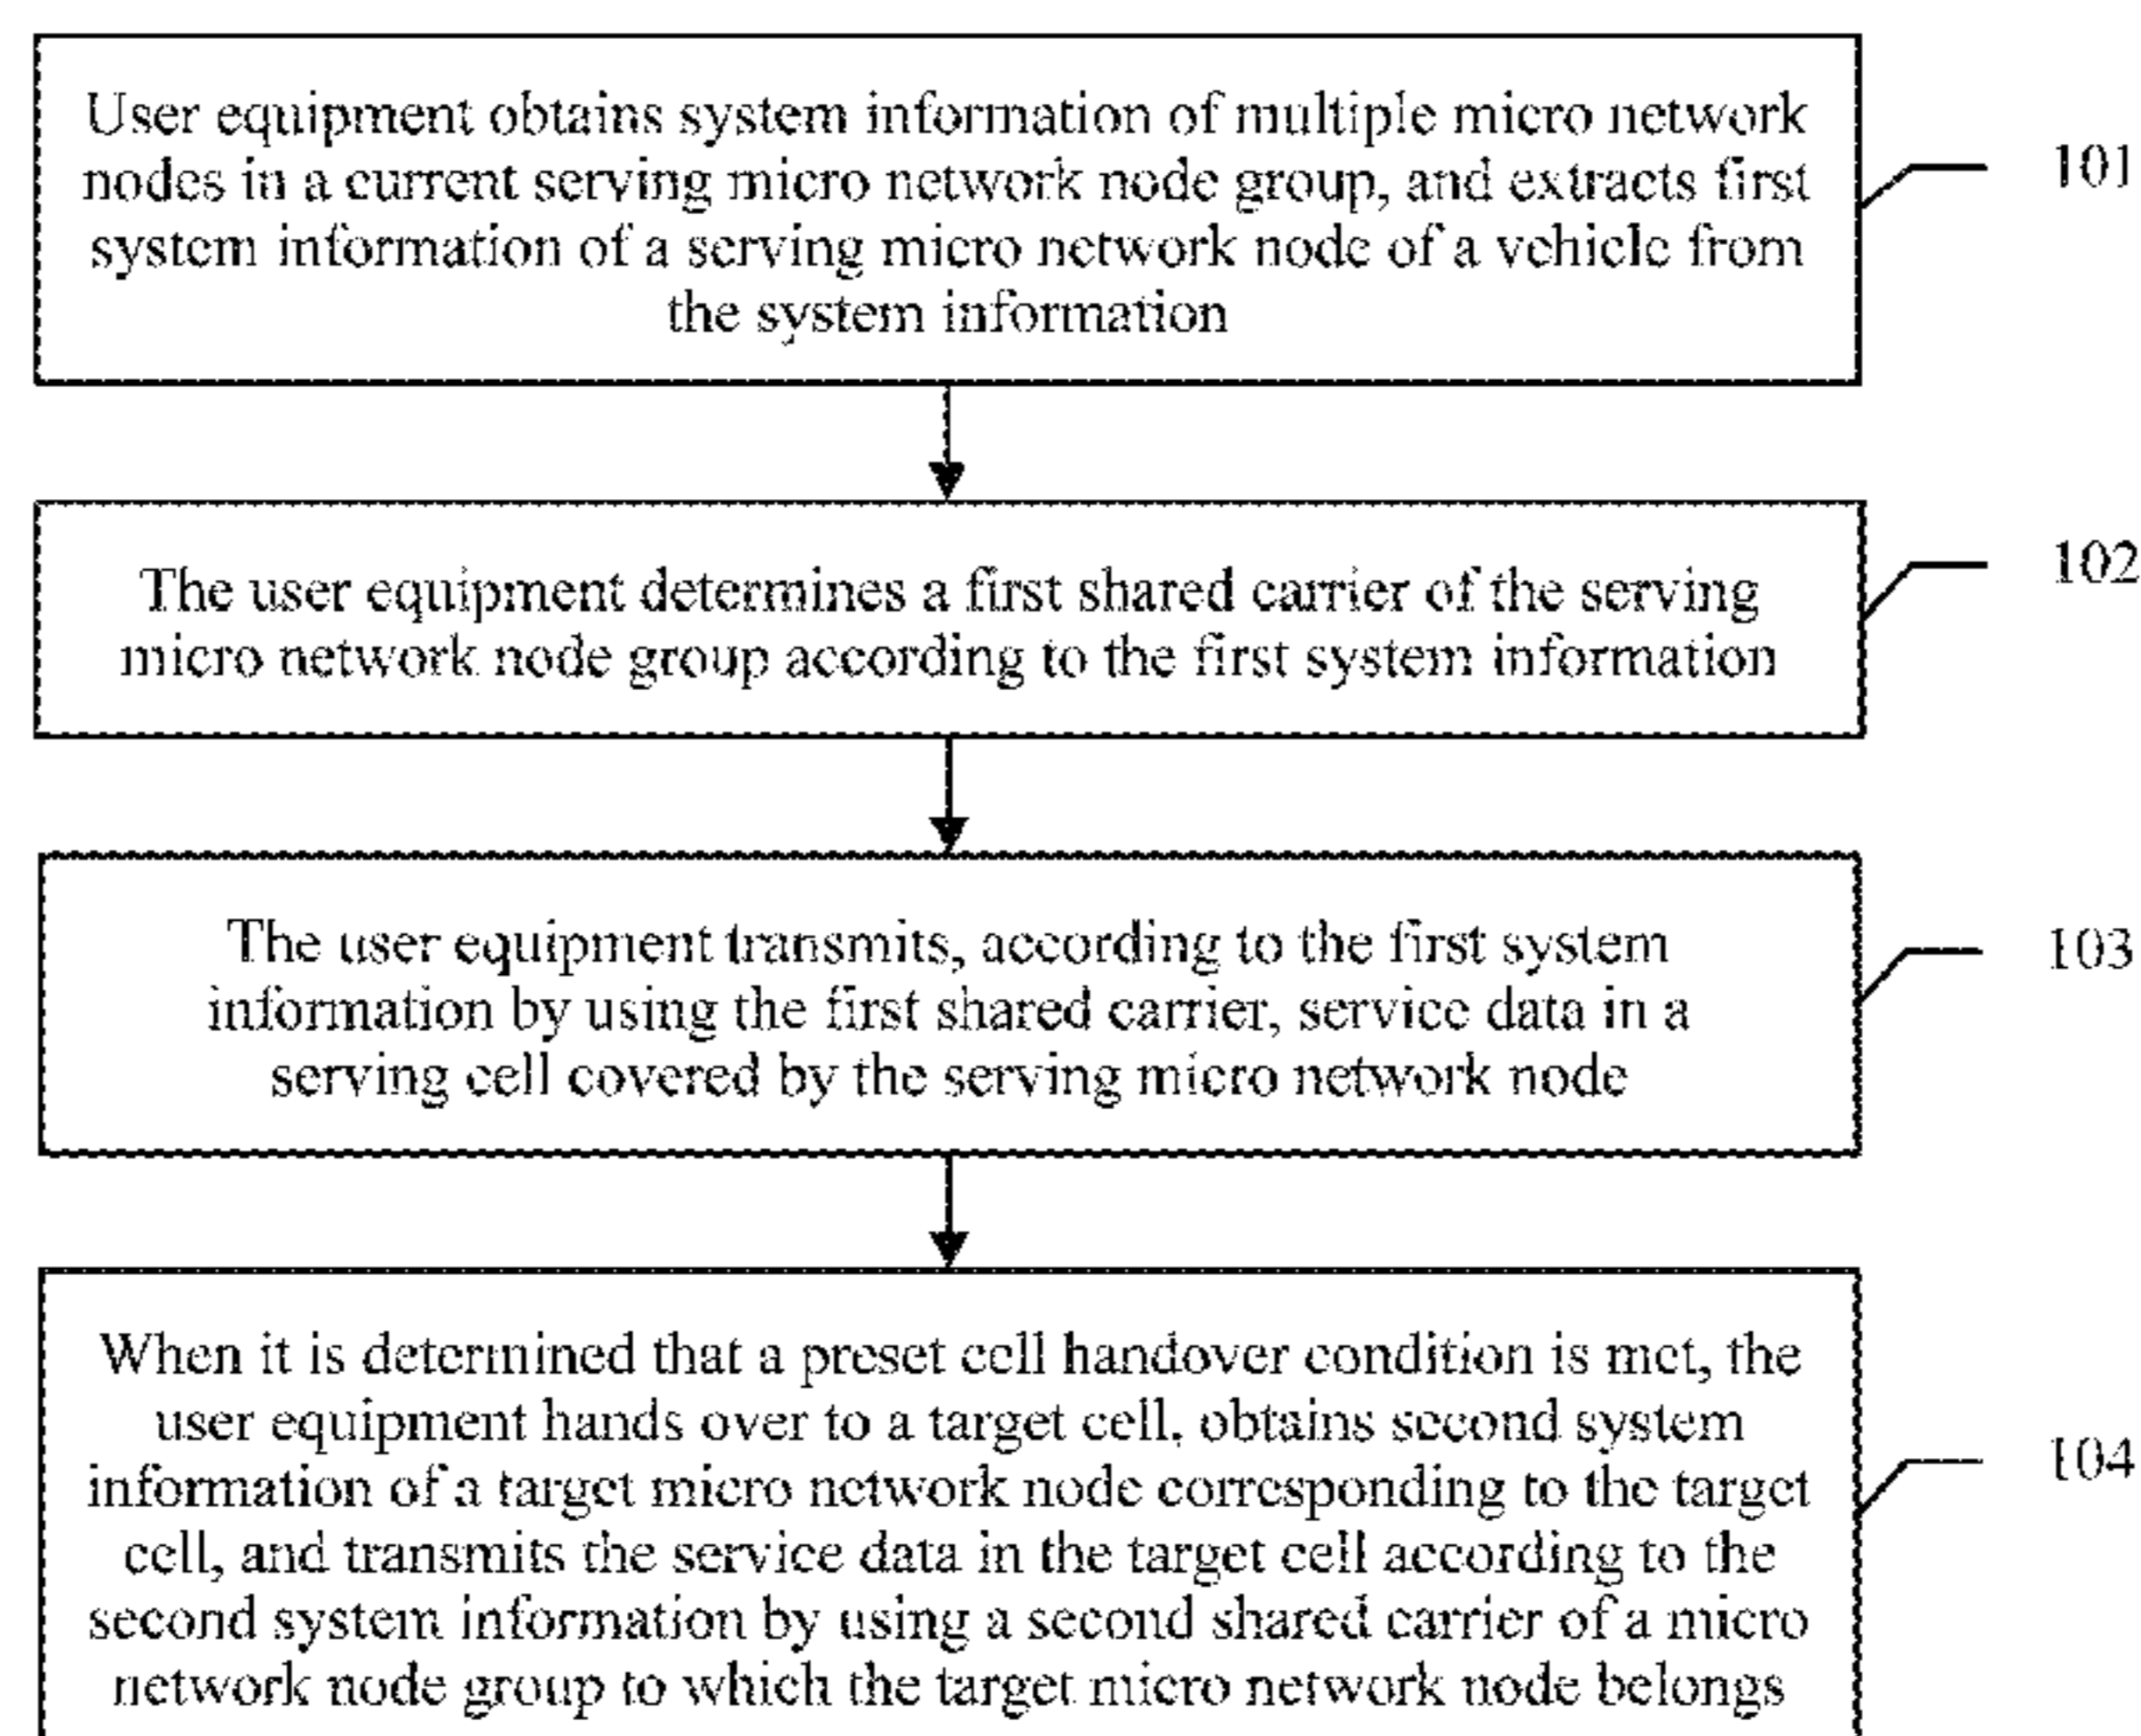 User equipment obtains system information of multiple micro network
nodes in a current serving micro network node group, and extracts first
system information of a serving micro network node of a vehicle from
the system information
101
The user equipment determines a first shared carrier of the serving
micro network node group according to the first system information
102
The user equipment transmits, according to the first system
information by using the first shared carrier, service data in a
serving cell covered by the serving micro network node
103
When it is determined that a preset cell handover condition is met, the
user equipment hands over to a target cell, obtains second system
information of a target micro network node corresponding to the target
cell, and transmits the service data in the target cell according to the
second system information by using a second shared carrier of a micro
network node group to which the target micro network node belongs
104